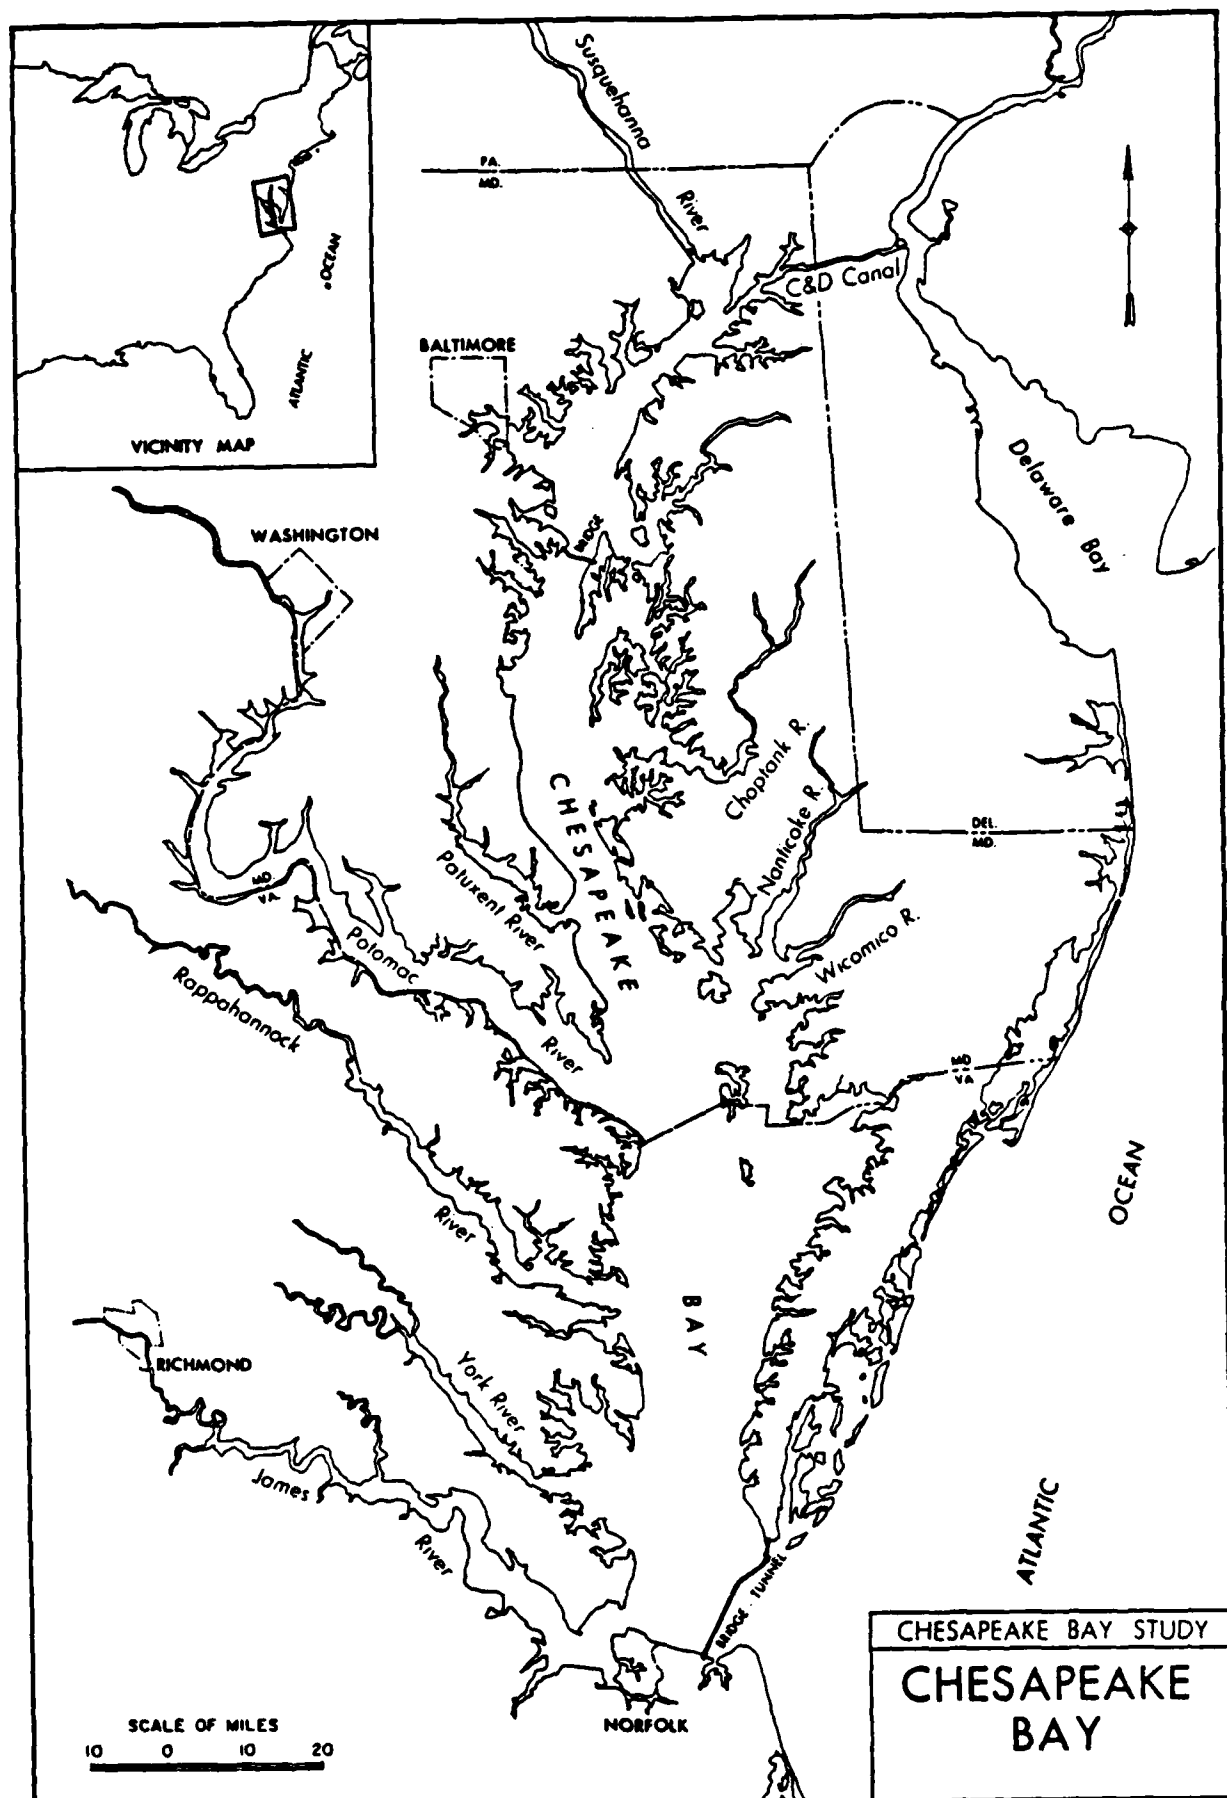 Susquehanna
River
PA.
MD.
C&D Canal
OCEAN
ATLANTIC
VICINITY MAP
BALTIMORE
Delaware Bay
WASHINGTON
BRIDGE
Choptank R.
Nanticoke R.
DEL.
MD.
CHESAPEAKE
MD.
VA.
Patuxent River
Potomac
River
Wicomico R.
Rappahannock
River
MD
VA
OCEAN
BAY
RICHMOND
York River
James
River
ATLANTIC
BRIDGE - TUNNEL
NORFOLK
SCALE OF MILES
10 0 10 20
CHESAPEAKE BAY STUDY
CHESAPEAKE
BAY